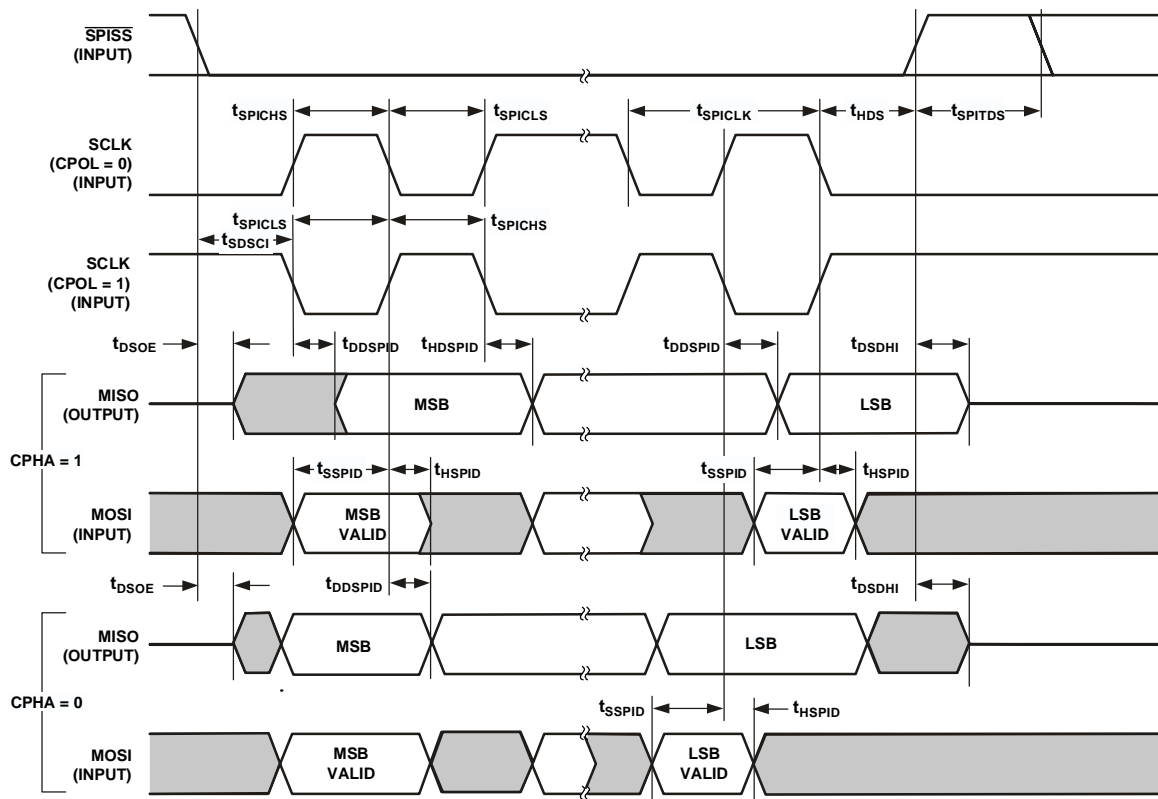 SPISS
(INPUT)
tSPICHS
tSPICLS
tSPICLK
tHDS
tSPITDS
SCLK
(CPOL = 0)
(INPUT)
tSPICLS
tSPICHS
tSDSCI
SCLK
(CPOL = 1)
(INPUT)
tDSOE
tDDSPID
tHDSPID
tDDSPID
tDSDHI
MISO
(OUTPUT)
MSB
LSB
CPHA = 1
tSSPID
tHSPID
tSSPID
tHSPID
MOSI
(INPUT)
MSB
VALID
LSB
VALID
tDSOE
tDDSPID
tDSDHI
MISO
(OUTPUT)
MSB
LSB
CPHA = 0
tSSPID
tHSPID
MOSI
(INPUT)
MSB
VALID
LSB
VALID